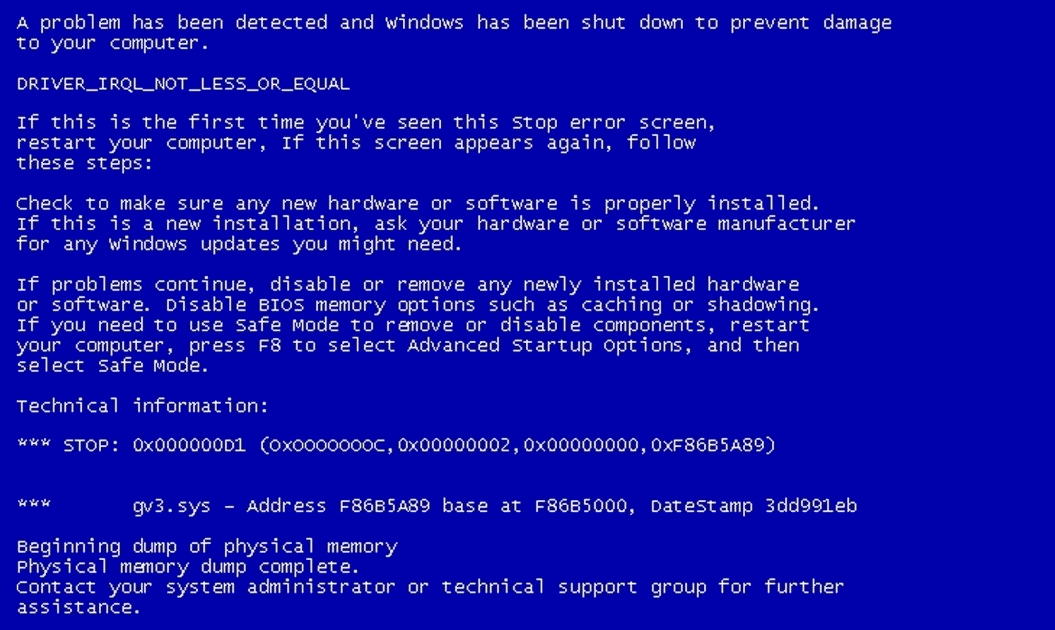 A problem has been detected and Windows has been shut down to prevent damage
to your computer.
DRIVER_IRQL_NOT_LESS_OR_EQUAL
If this is the first time you've seen this Stop error screen,
restart your computer, If this screen appears again, follow
these steps:
Check to make sure any new hardware or software is properly installed.
If this is a new installation, ask your hardware or software manufacturer
for any Windows updates you might need.
If problems continue, disable or remove any newly installed hardware
or software. Disable BIOS memory options such as caching or shadowing.
If you need to use Safe Mode to remove or disable components, restart
your computer, press F8 to select Advanced Startup Options, and then
select Safe Mode.
Technical information:
*** STOP: 0x000000D1 (0x0000000C,0x00000002,0x00000000,0xF86B5A89)
*** gv3.sys – Address F86B5A89 base at F86B5000, DateStamp 3dd991eb
Beginning dump of physical memory
Physical memory dump complete.
Contact your system administrator or technical support group for further
assistance.